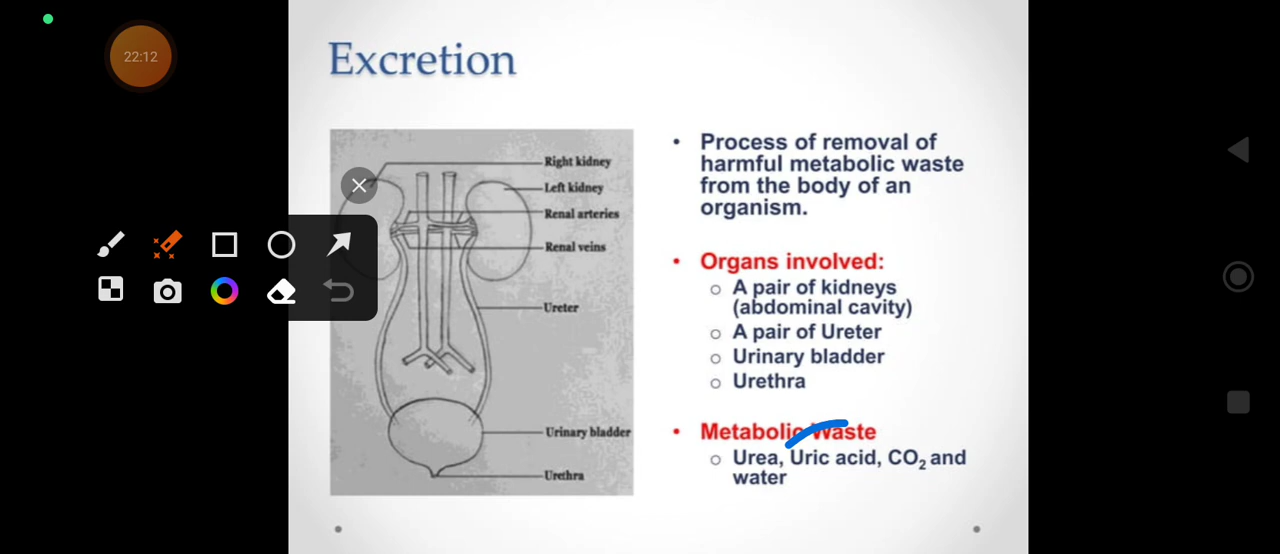 22:12
Excretion
Right kidney
Left kidney
Renal arteries
Renal veins
Ureter
Urinary bladder
Urethra
• Process of removal of
harmful metabolic waste
from the body of an
organism.
• Organs involved:
o A pair of kidneys
(abdominal cavity)
o A pair of Ureter
o Urinary bladder
o Urethra
• Metabolic Waste
o Urea, Uric acid, CO₂ and
water